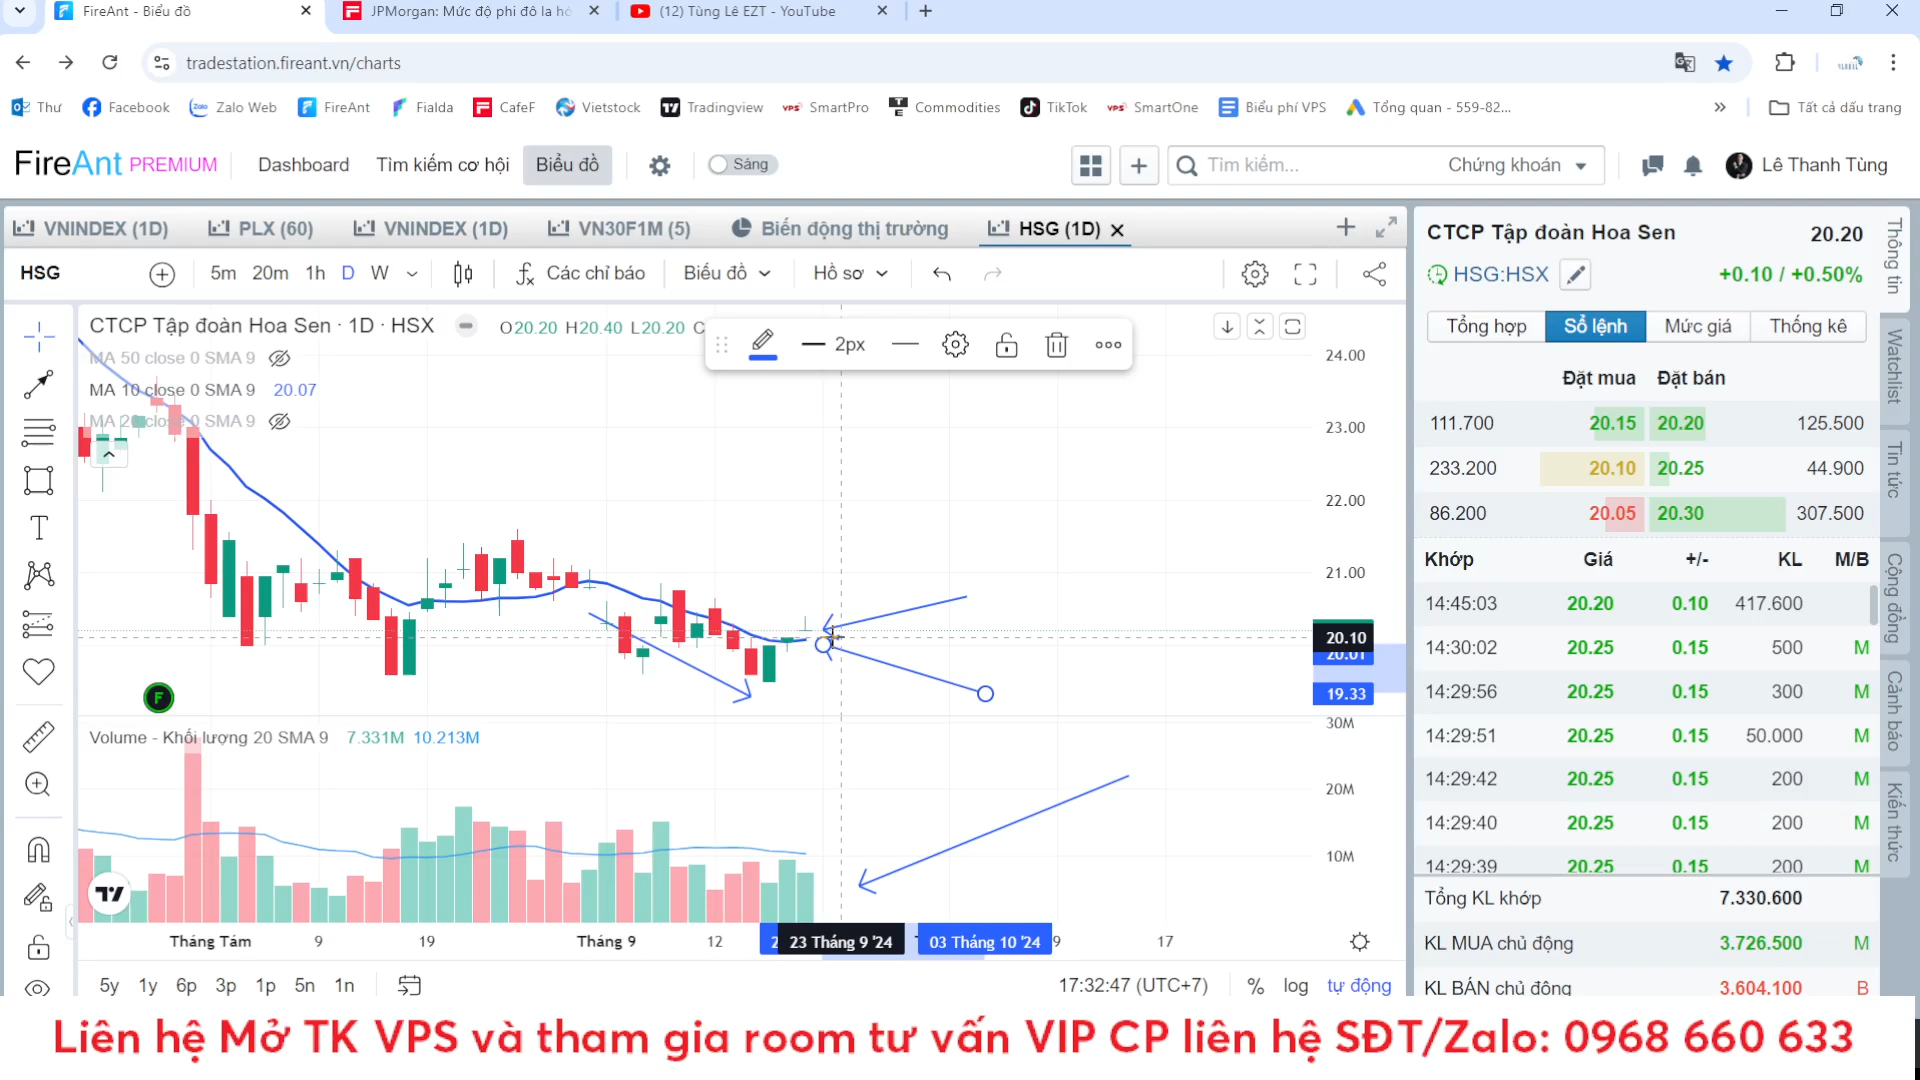 FireAnt - Biểu đồ
JPMorgan: Mức độ phi đô la hó
(12) Tùng Lê EZT - YouTube
tradestation.fireant.vn/charts
Thư Facebook Zalo Web FireAnt Fialda CafeF Vietstock Tradingview SmartPro Commodities TikTok SmartOne Biểu phí VPS Tổng quan - 559-82... Tất cả dấu trang
FireAnt PREMIUM Dashboard Tìm kiếm cơ hội Biểu đồ Sáng Tìm kiếm... Chứng khoán Lê Thanh Tùng
VNINDEX (1D) PLX (60) VNINDEX (1D) VN30F1M (5) Biến động thị trường HSG (1D)
HSG 5m 20m 1h D W Các chỉ báo Biểu đồ Hồ sơ
CTCP Tập đoàn Hoa Sen · 1D · HSX O20.20 H20.40 L20.20 C
2px
MA 50 close 0 SMA 9
MA 10 close 0 SMA 9 20.07
MA 20 close 0 SMA 9
24.00
23.00
22.00
21.00
20.10
20.01
19.33
F
Volume - Khối lượng 20 SMA 9 7.331M 10.213M
30M
20M
10M
Tháng Tám 9 19 Tháng 9 12 2 23 Tháng 9 '24 03 Tháng 10 '24 9 17
5y 1y 6p 3p 1p 5n 1n 17:32:47 (UTC+7) % log tự động
CTCP Tập đoàn Hoa Sen 20.20
HSG:HSX +0.10 / +0.50%
Tổng hợp Sổ lệnh Mức giá Thống kê
Đặt mua Đặt bán
111.700 20.15 20.20 125.500
233.200 20.10 20.25 44.900
86.200 20.05 20.30 307.500
Khớp Giá +/- KL M/B
14:45:03 20.20 0.10 417.600
14:30:02 20.25 0.15 500 M
14:29:56 20.25 0.15 300 M
14:29:51 20.25 0.15 50.000 M
14:29:42 20.25 0.15 200 M
14:29:40 20.25 0.15 200 M
14:29:39 20.25 0.15 200 M
Tổng KL khớp 7.330.600
KL MUA chủ động 3.726.500 M
KL BÁN chủ động 3.604.100 B
Thông tin
Watchlist
Tin tức
Cộng đồng
Cảnh báo
Kiến thức
Liên hệ Mở TK VPS và tham gia room tư vấn VIP CP liên hệ SĐT/Zalo: 0968 660 633